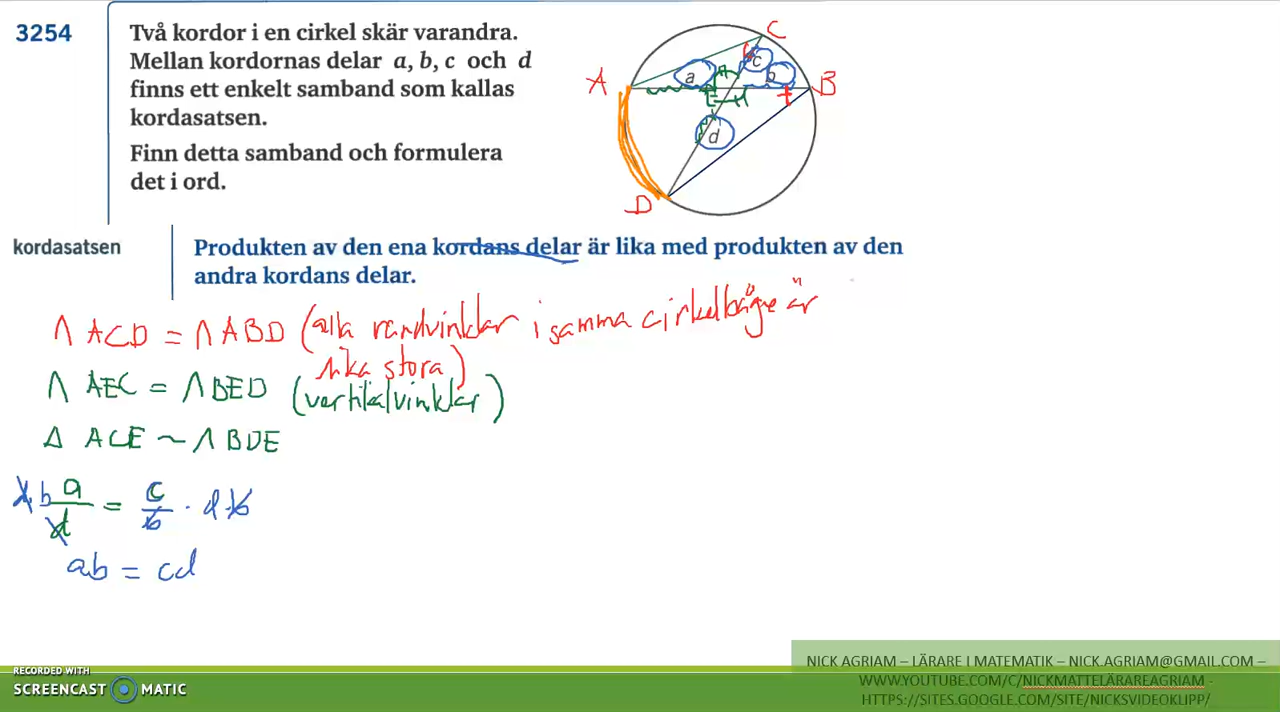 3254
Två kordor i en cirkel skär varandra.
Mellan kordornas delar a, b, c och d
finns ett enkelt samband som kallas
kordasatsen.
Finn detta samband och formulera
det i ord.
C
A
a
c
b
B
E
d
D
kordasatsen
Produkten av den ena kordans delar är lika med produkten av den
andra kordans delar.
∧ ACD = ∧ ABD (alla randvinklar i samma cirkelbåge är
lika stora)
∧ AEC = ∧ BED (vertikalvinklar)
Δ ACE ~ ∧ BDE
d b a/d = c/b · d · b
ab = cd
RECORDED WITH
SCREENCAST MATIC
NICK AGRIAM – LÄRARE I MATEMATIK – NICK.AGRIAM@GMAIL.COM –
WWW.YOUTUBE.COM/C/NICKMATTELÄRAREAGRIAM -
HTTPS://SITES.GOOGLE.COM/SITE/NICKSVIDEOKLIPP/